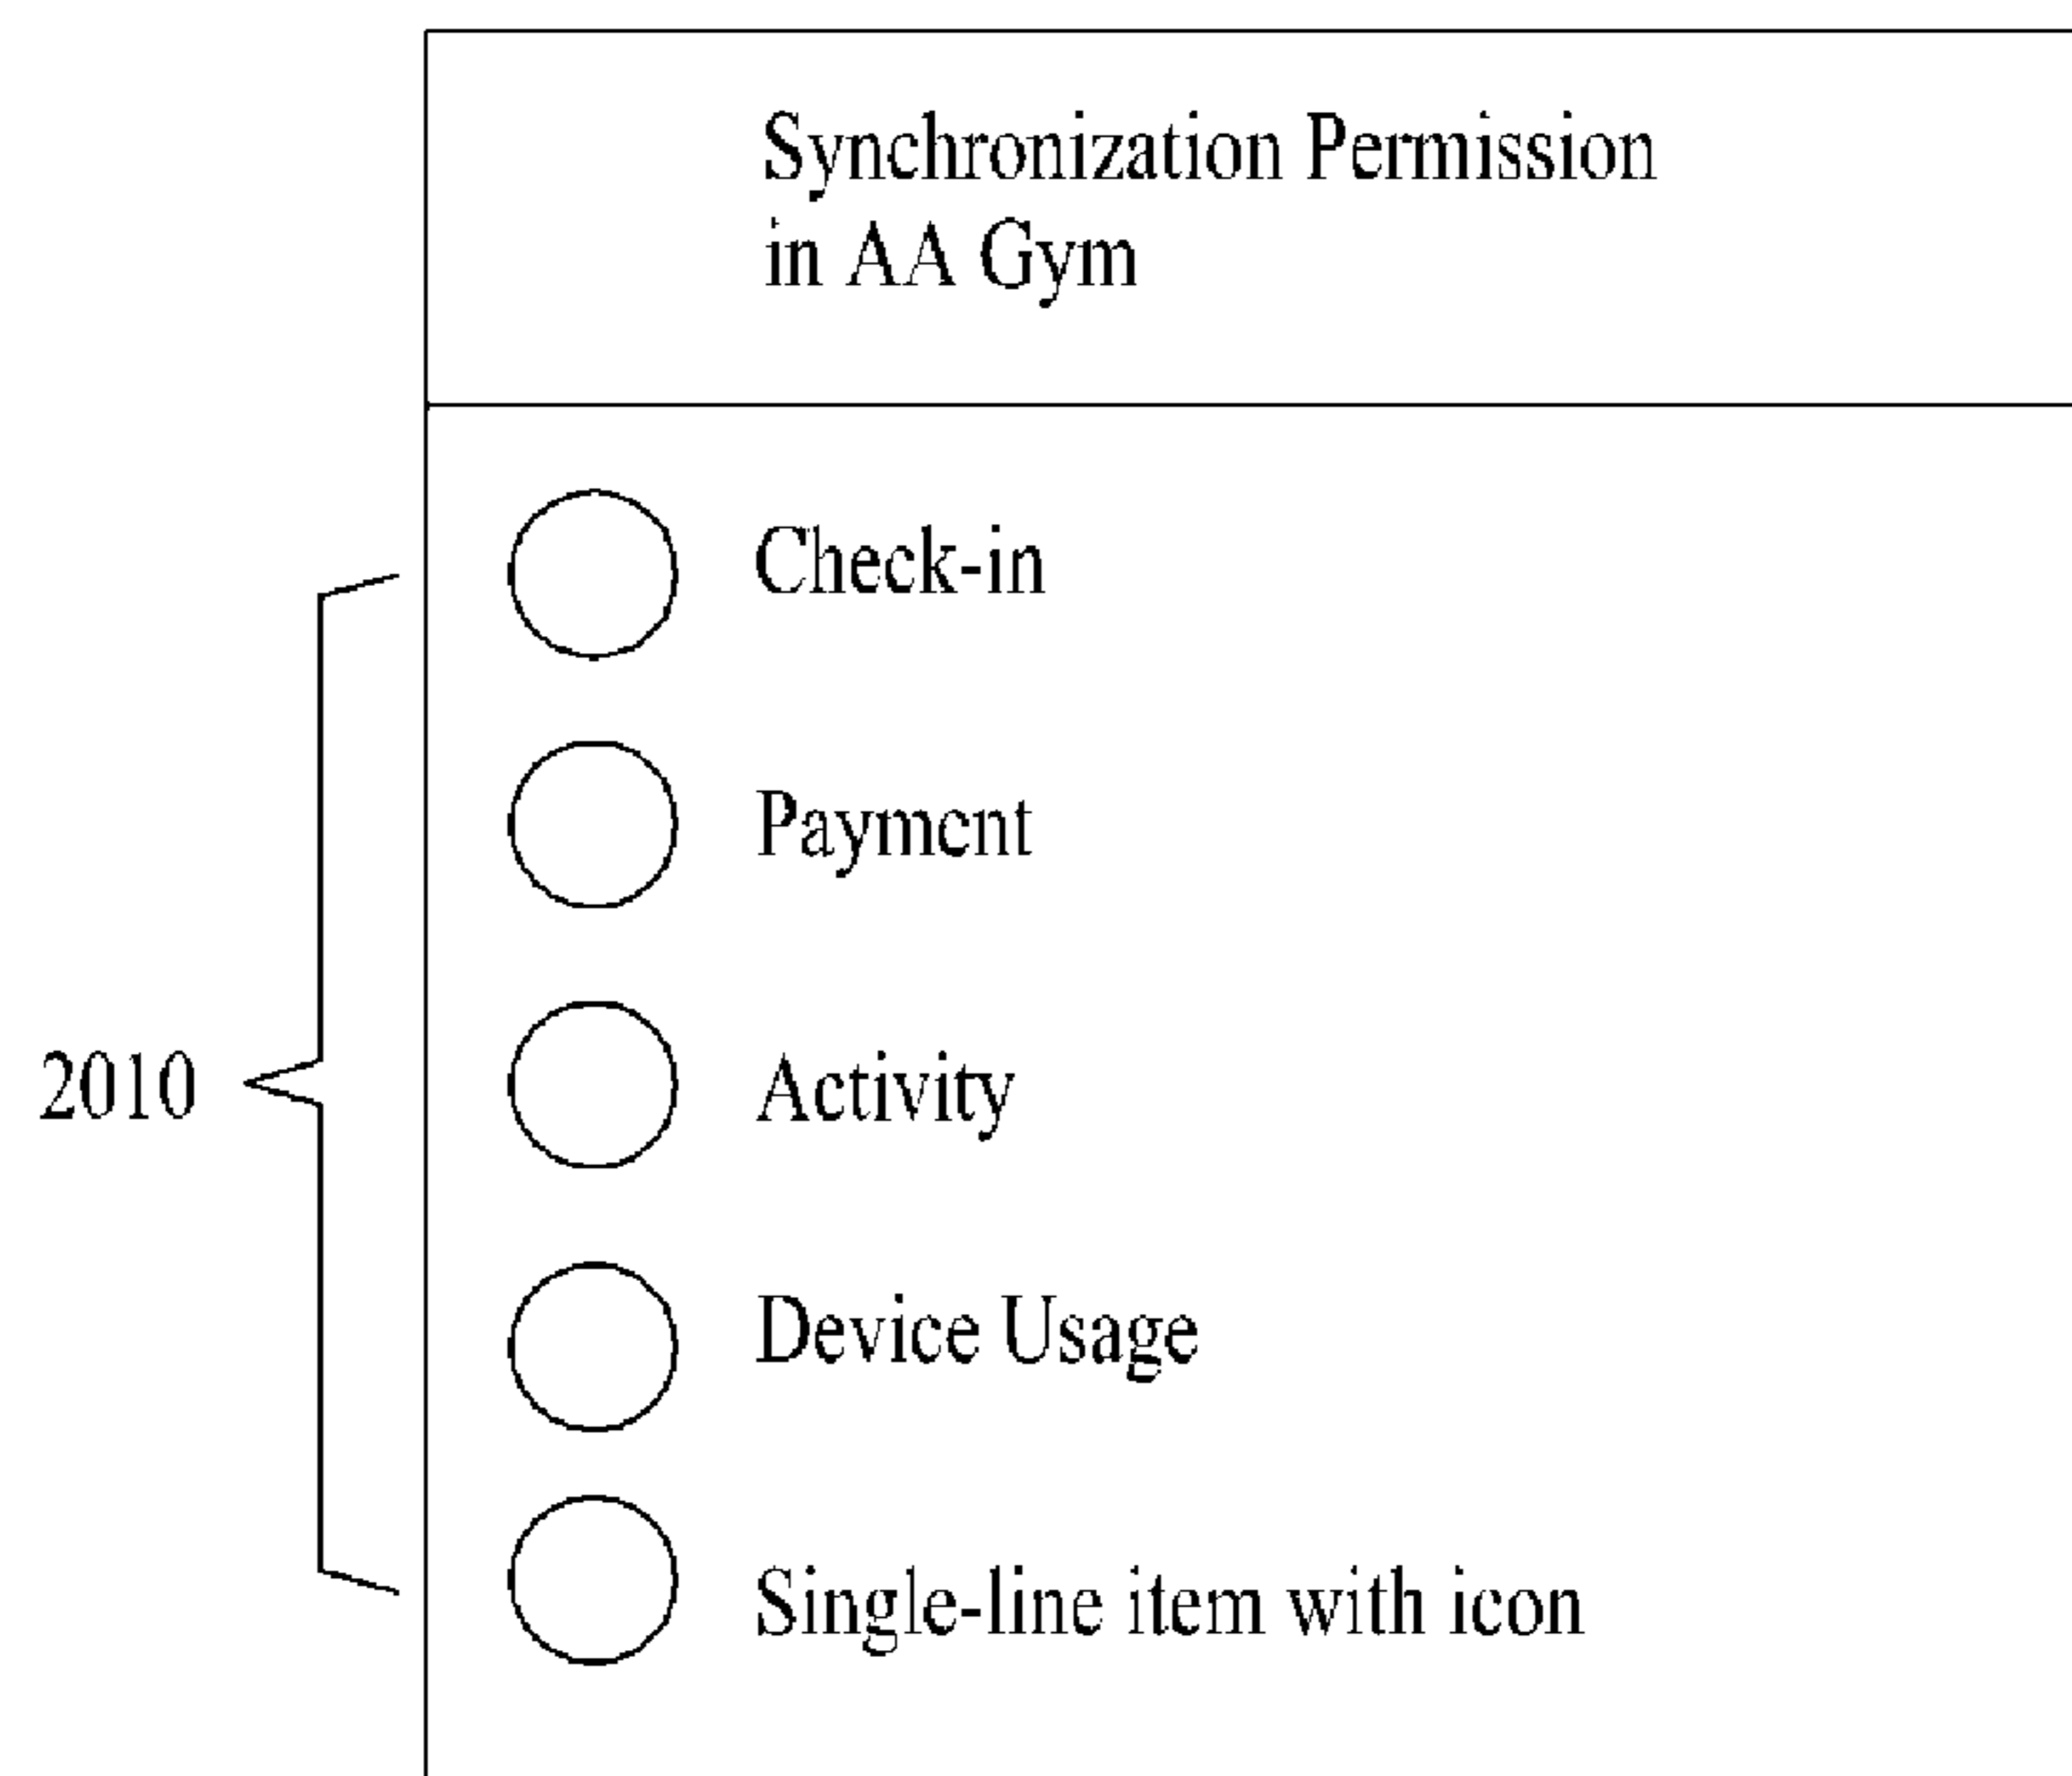 Synchronization Permission
in AA Gym
Check-in
Payment
Activity
2010
Device Usage
Single-line item with icon